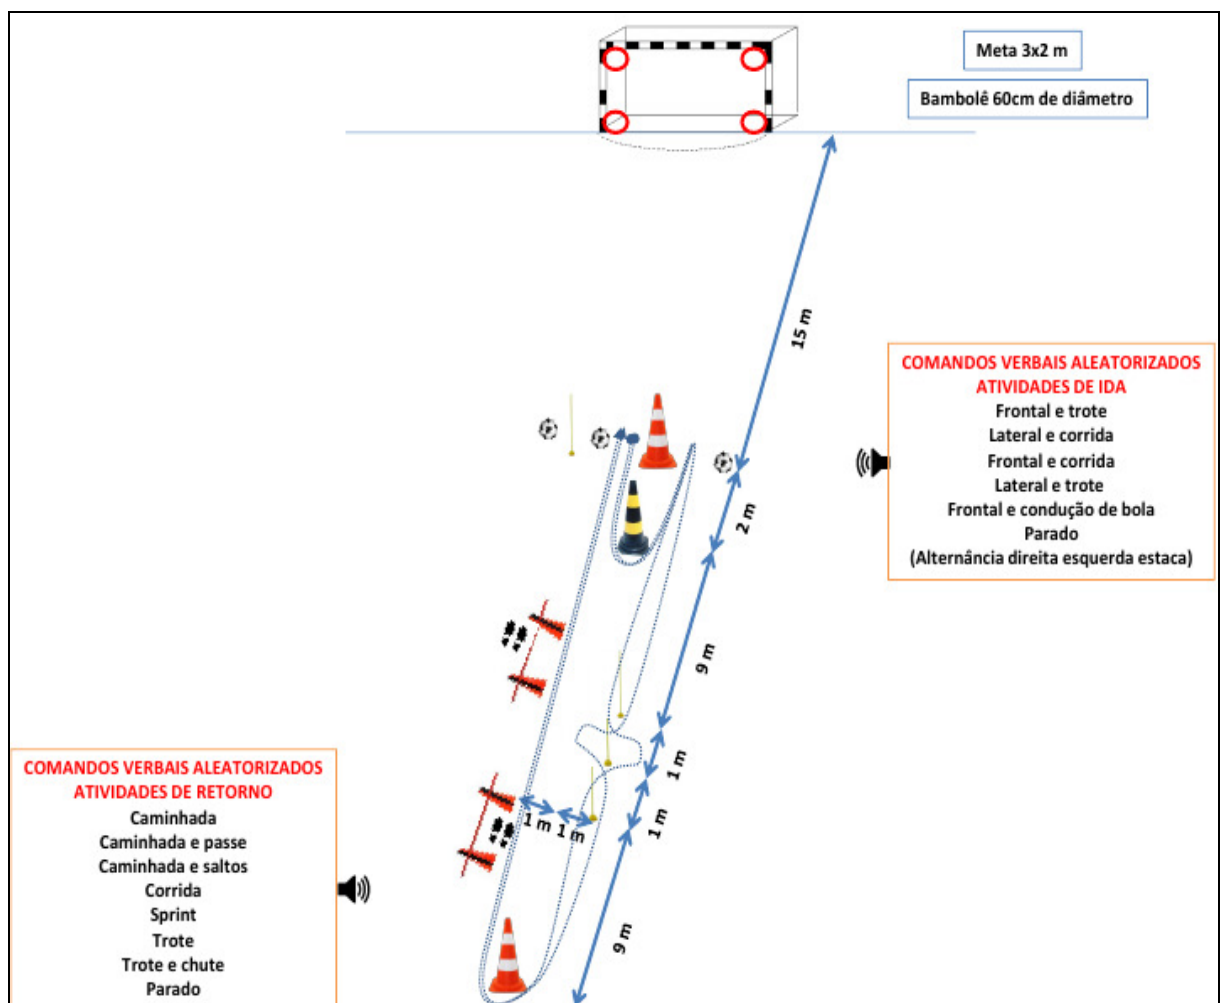 Meta 3x2 m
Bambolê 60cm de diâmetro
15 m
COMANDOS VERBAIS ALEATORIZADOS
ATIVIDADES DE IDA
Frontal e trote
Lateral e corrida
Frontal e corrida
Lateral e trote
Frontal e condução de bola
Parado
(Alternância direita esquerda estaca)
2 m
9 m
1 m
1 m
1 m 1 m
9 m
COMANDOS VERBAIS ALEATORIZADOS
ATIVIDADES DE RETORNO
Caminhada
Caminhada e passe
Caminhada e saltos
Corrida
Sprint
Trote
Trote e chute
Parado